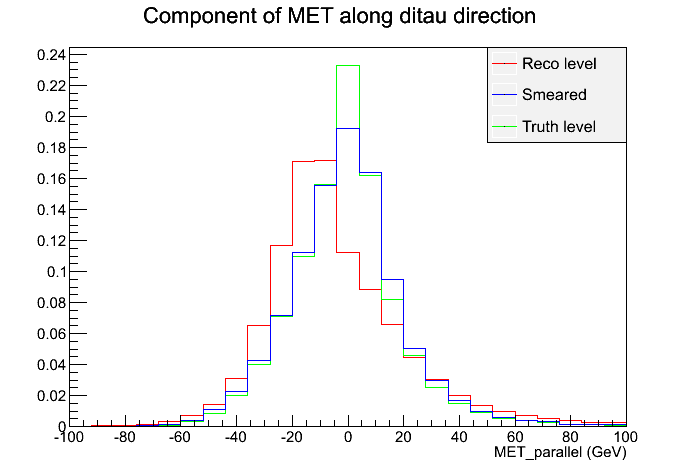 Component of MET along ditau direction
Reco level
Smeared
Truth level
0.24
0.22
0.2
0.18
0.16
0.14
0.12
0.1
0.08
0.06
0.04
0.02
0
-100 -80 -60 -40 -20 0 20 40 60 80 100
MET_parallel (GeV)